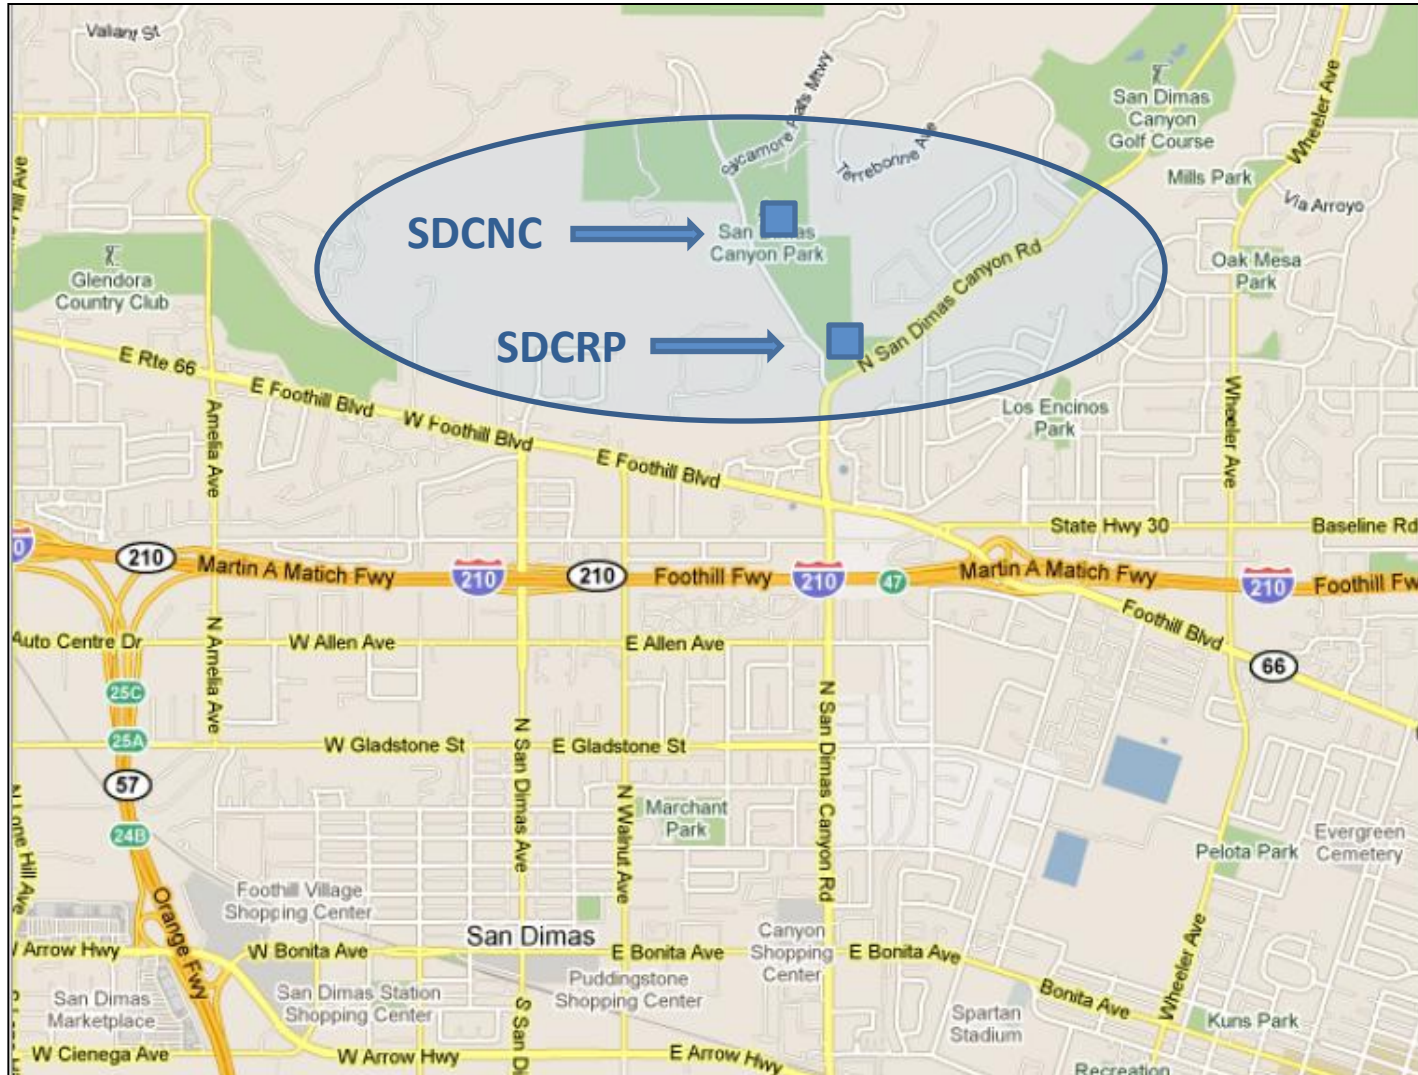 Valiant St
Sycamore Flats Mtwy
Terrebonne Ave
San Dimas
Canyon
Golf Course
Wheeler Ave
Mills Park
Via Arroyo
SDCNC
San Dimas
Canyon Park
N San Dimas Canyon Rd
Oak Mesa
Park
Glendora
Country Club
SDCRP
E Rte 66
E Foothill Blvd
W Foothill Blvd
E Foothill Blvd
Amelia Ave
Los Encinos
Park
Wheeler Ave
State Hwy 30
Baseline Rd
210
Martin A Matich Fwy
210
210
Foothill Fwy
210
47
Martin A Matich Fwy
210
Foothill Fw
Auto Centre Dr
N Amelia Ave
W Allen Ave
E Allen Ave
Foothill Blvd
66
25C
25A
W Gladstone St
E Gladstone St
N San Dimas Ave
N Walnut Ave
N San Dimas Canyon Rd
57
24B
Marchant
Park
Pelota Park
Evergreen
Cemetery
Orange Fwy
Foothill Village
Shopping Center
San Dimas
Canyon
Shopping
Center
Arrow Hwy
W Bonita Ave
E Bonita Ave
E Bonita Ave
Bonita Ave
Wheeler Ave
San Dimas
Marketplace
San Dimas Station
Shopping Center
Puddingstone
Shopping Center
S San Di
Spartan
Stadium
Kuns Park
W Cienega Ave
W Arrow Hwy
E Arrow Hwy
Recreation